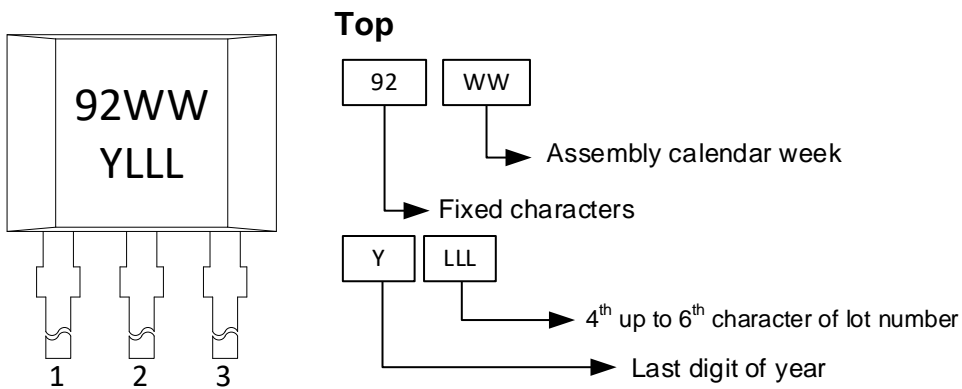 92WW
YLLL
1 2 3
Top
92 WW
Assembly calendar week
Fixed characters
Y LLL
4th up to 6th character of lot number
Last digit of year